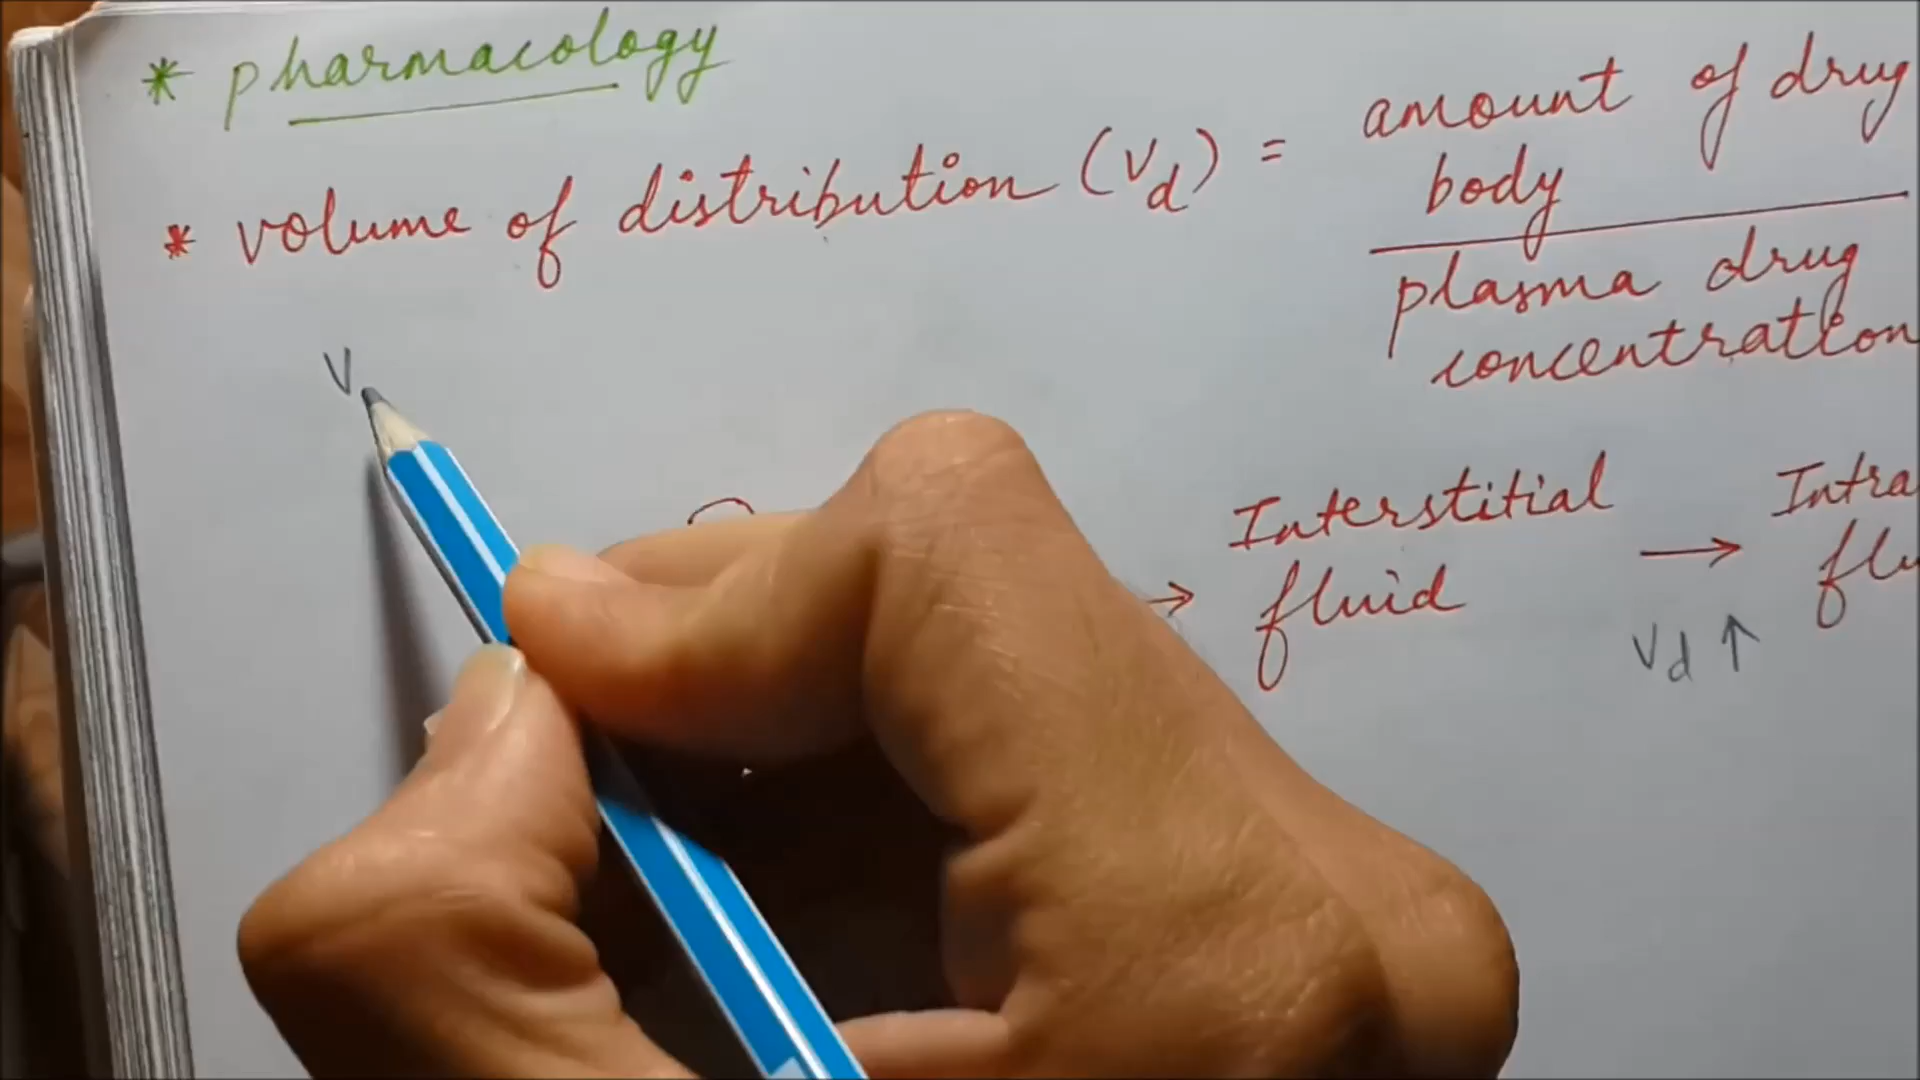 * pharmacology
* volume of distribution (Vd) = amount of drug
body
plasma drug
concentration
V
Interstitial
fluid
→
Vd ↑